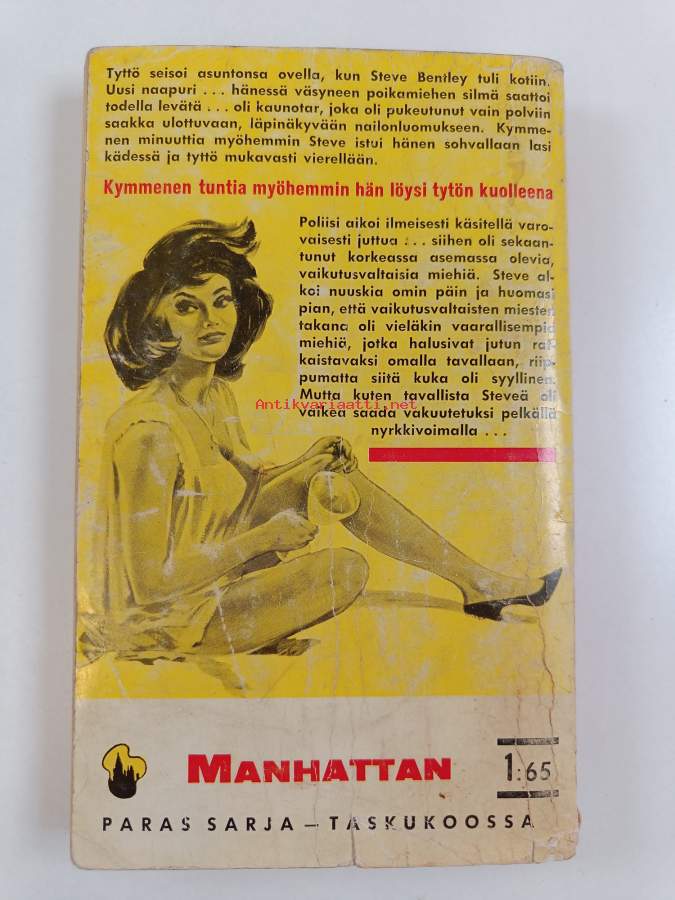 Tyttö seisoi asuntonsa ovella, kun Steve Bentley tuli kotiin.
Uusi naapuri . . . hänessä väsyneen poikamiehen silmä saattoi
todella levätä . . . oli kaunotar, joka oli pukeutunut vain polviin
saakka ulottuvaan, läpinäkyvään nailonluomukseen. Kymme-
nen minuuttia myöhemmin Steve istui hänen sohvallaan lasi
kädessä ja tyttö mukavasti vierellään.
Kymmenen tuntia myöhemmin hän löysi tytön kuolleena
Poliisi aikoi ilmeisesti käsitellä varo-
vaisesti juttua . . . siihen oli sekaan-
tunut korkeassa asemassa olevia,
vaikutusvaltaisia miehiä. Steve al-
koi nuuskia omin päin ja huomasi
pian, että vaikutusvaltaisten miesten
takana oli vieläkin vaarallisempia
miehiä, jotka halusivat jutun rat-
kaistavaksi omalla tavallaan, riip-
pumatta siitä kuka oli syyllinen.
Mutta kuten tavallista Steveä oli
Antikvariaatti.net
vaikea saada vakuutetuksi pelkällä
nyrkkivoimalla . . .
MANHATTAN
1:65
PARAS SARJA – TASKUKOOSSA